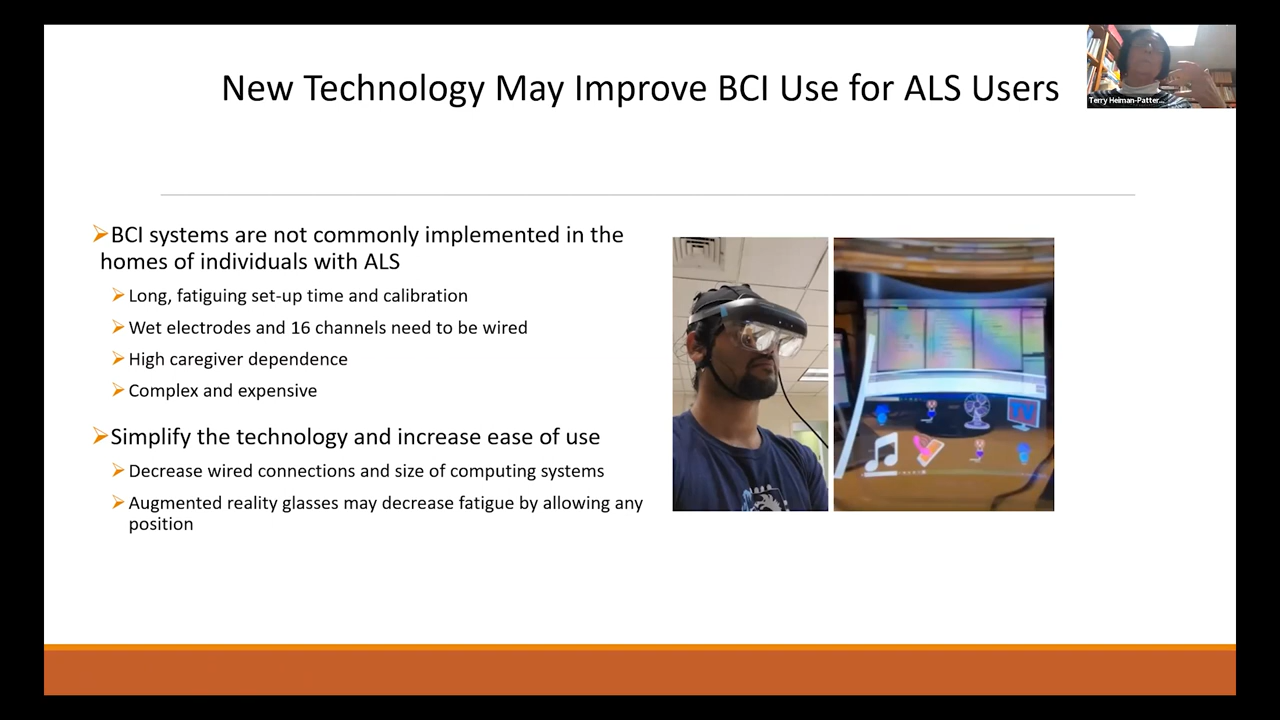 New Technology May Improve BCI Use for ALS Users
Terry Heiman-Patter...
BCI systems are not commonly implemented in the
homes of individuals with ALS
Long, fatiguing set-up time and calibration
Wet electrodes and 16 channels need to be wired
High caregiver dependence
Complex and expensive
Simplify the technology and increase ease of use
Decrease wired connections and size of computing systems
Augmented reality glasses may decrease fatigue by allowing any
position
TV